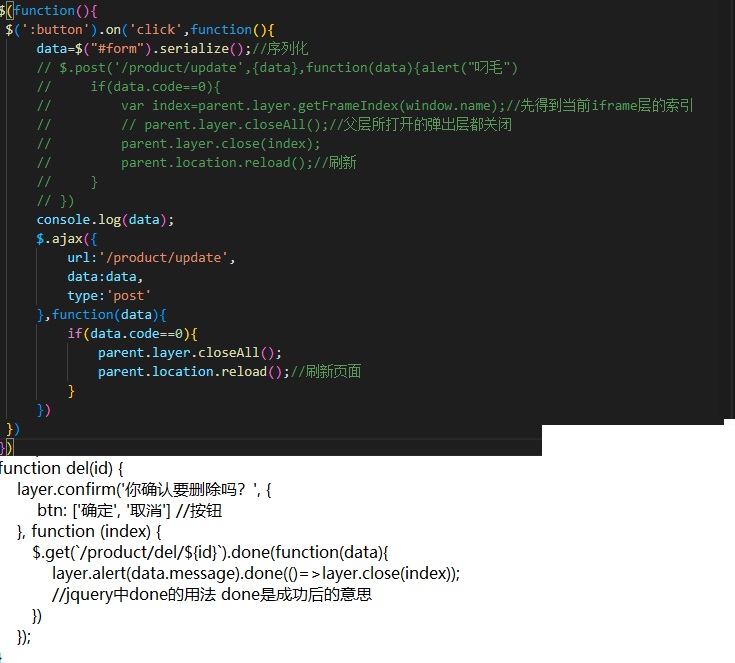 $(function(){
$(':button').on('click',function(){
data=$("#form").serialize();//序列化
// $.post('/product/update',{data},function(data){alert("叼毛")
// if(data.code==0){
// var index=parent.layer.getFrameIndex(window.name);//先得到当前iframe层的索引
// // parent.layer.closeAll();//父层所打开的弹出层都关闭
// parent.layer.close(index);
// parent.location.reload();//刷新
// }
// })
console.log(data);
$.ajax({
url:'/product/update',
data:data,
type:'post'
},function(data){
if(data.code==0){
parent.layer.closeAll();
parent.location.reload();//刷新页面
}
})
})
})
function del(id) {
layer.confirm('你确认要删除吗？', {
btn: ['确定', '取消'] //按钮
}, function (index) {
$.get(`/product/del/${id}`).done(function(data){
layer.alert(data.message).done(()=>layer.close(index));
//jquery中done的用法 done是成功后的意思
})
});